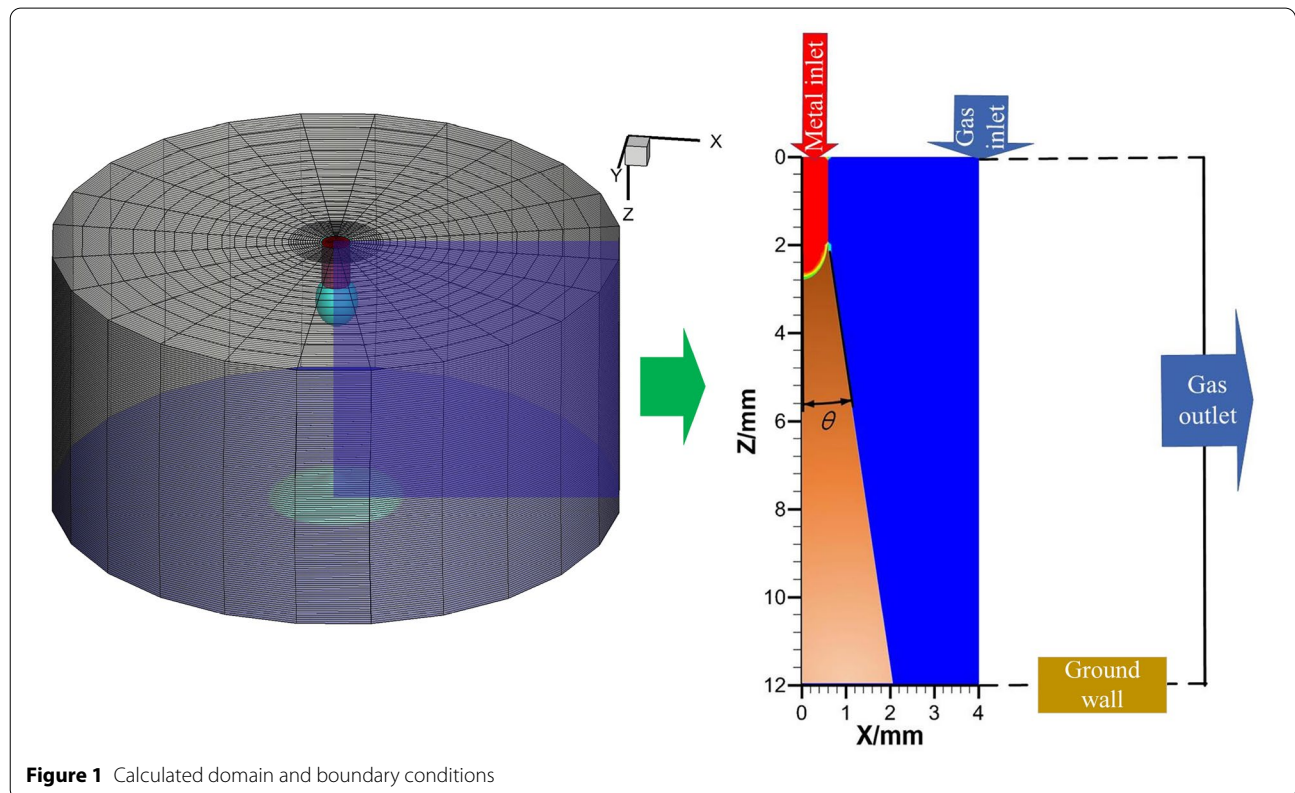 Metal inlet
Gas
inlet
X
Y
Z
0
2
4
6
8
10
12
Z/mm
θ
Gas
outlet
Ground
wall
0 1 2 3 4
X/mm
Figure 1 Calculated domain and boundary conditions